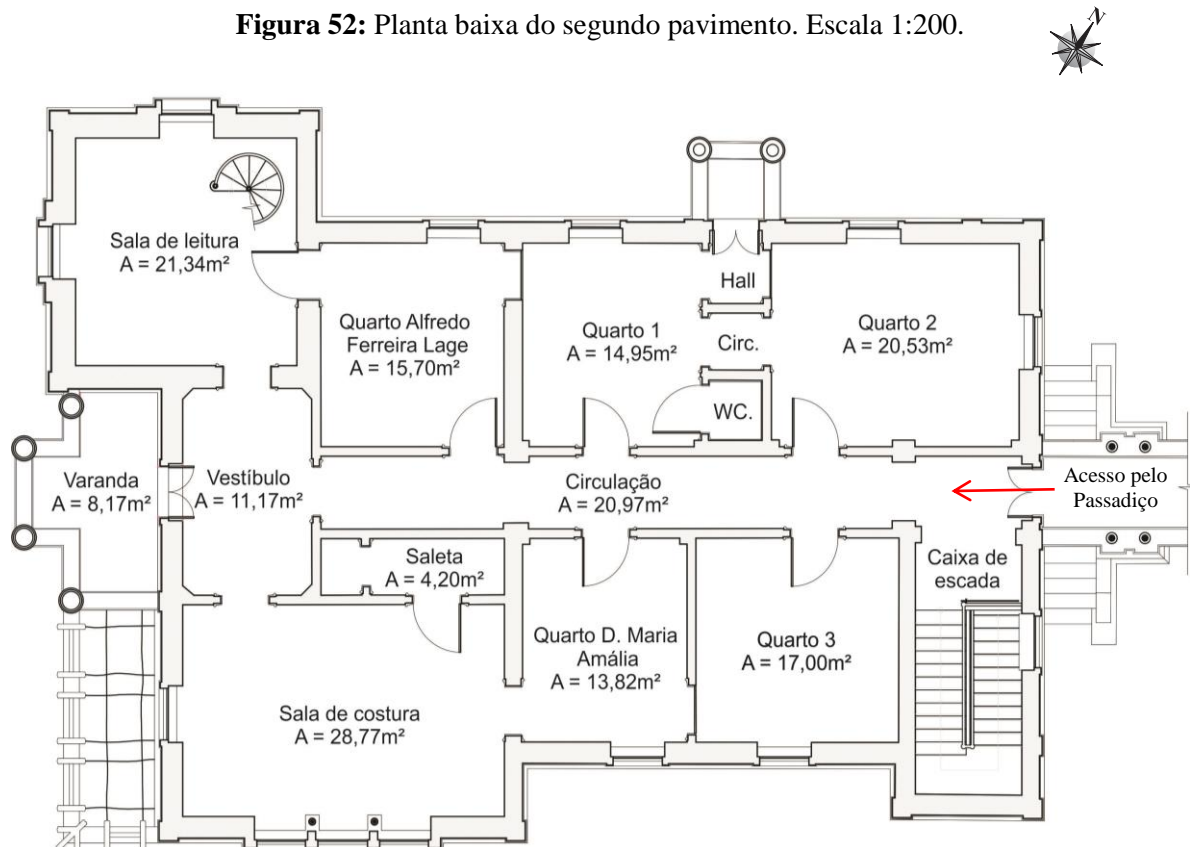 Figura 52: Planta baixa do segundo pavimento. Escala 1:200.
N
Sala de leitura
A = 21,34m²
Quarto Alfredo
Ferreira Lage
A = 15,70m²
Quarto 1
A = 14,95m²
Hall
Circ.
WC.
Quarto 2
A = 20,53m²
Varanda
A = 8,17m²
Vestíbulo
A = 11,17m²
Circulação
A = 20,97m²
Acesso pelo
Passadiço
Saleta
A = 4,20m²
Caixa de
escada
Quarto D. Maria
Amália
A = 13,82m²
Quarto 3
A = 17,00m²
Sala de costura
A = 28,77m²